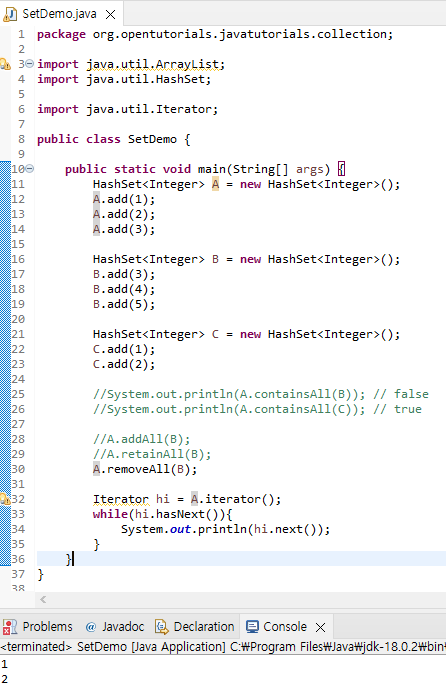 SetDemo.java
1 package org.opentutorials.javatutorials.collection;
2
3 import java.util.ArrayList;
4 import java.util.HashSet;
5
6 import java.util.Iterator;
7
8 public class SetDemo {
9
10 public static void main(String[] args) {
11 HashSet<Integer> A = new HashSet<Integer>();
12 A.add(1);
13 A.add(2);
14 A.add(3);
15
16 HashSet<Integer> B = new HashSet<Integer>();
17 B.add(3);
18 B.add(4);
19 B.add(5);
20
21 HashSet<Integer> C = new HashSet<Integer>();
22 C.add(1);
23 C.add(2);
24
25 //System.out.println(A.containsAll(B)); // false
26 //System.out.println(A.containsAll(C)); // true
27
28 //A.addAll(B);
29 //A.retainAll(B);
30 A.removeAll(B);
31
32 Iterator hi = A.iterator();
33 while(hi.hasNext()){
34 System.out.println(hi.next());
35 }
36 }
37 }
38
Problems @ Javadoc Declaration Console
<terminated> SetDemo [Java Application] C:₩Program Files₩Java₩jdk-18.0.2₩bin₩
1
2